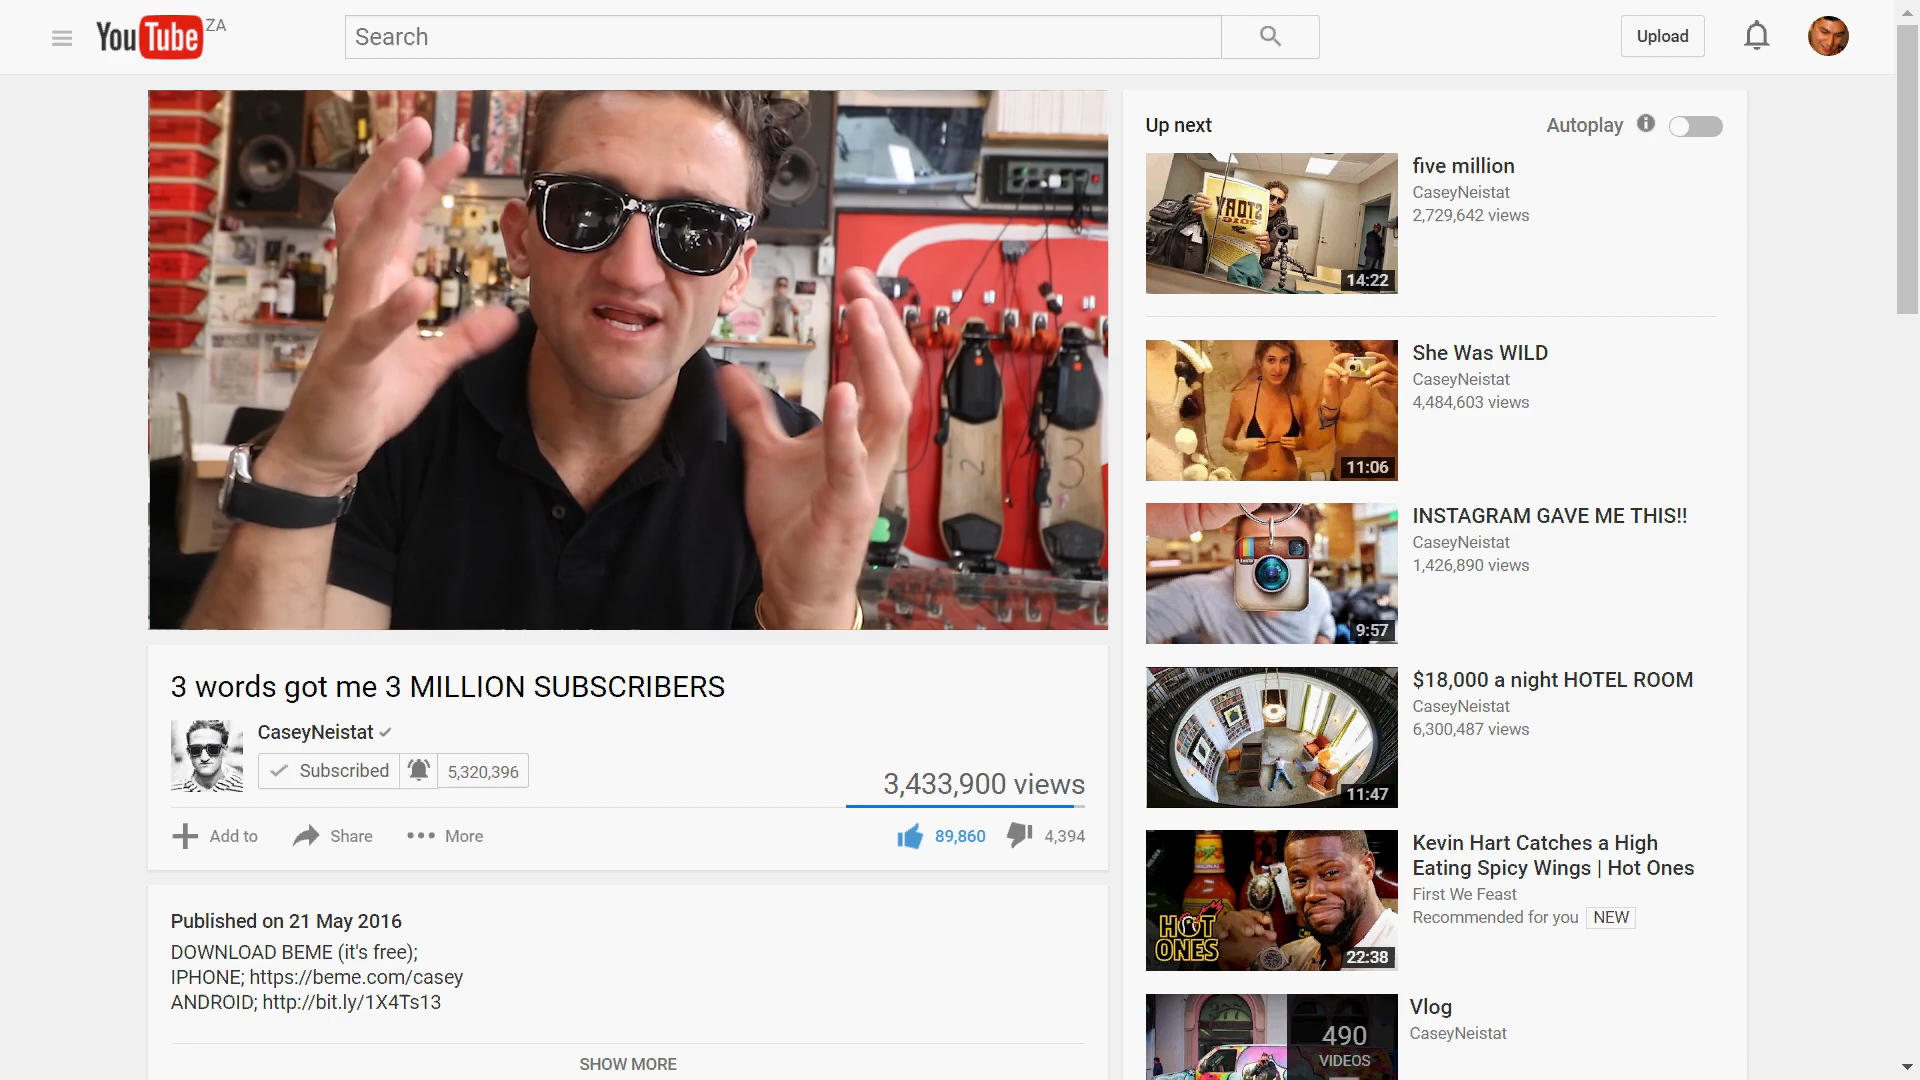 YouTube ZA
Search
Upload
3 words got me 3 MILLION SUBSCRIBERS
CaseyNeistat
Subscribed
5,320,396
3,433,900 views
Add to
Share
More
89,860
4,394
Published on 21 May 2016
DOWNLOAD BEME (it's free);
IPHONE; https://beme.com/casey
ANDROID; http://bit.ly/1X4Ts13
SHOW MORE
Up next
Autoplay
14:22
five million
CaseyNeistat
2,729,642 views
11:06
She Was WILD
CaseyNeistat
4,484,603 views
9:57
INSTAGRAM GAVE ME THIS!!
CaseyNeistat
1,426,890 views
11:47
$18,000 a night HOTEL ROOM
CaseyNeistat
6,300,487 views
HOT
ONES
22:38
Kevin Hart Catches a High
Eating Spicy Wings | Hot Ones
First We Feast
Recommended for you NEW
490
VIDEOS
Vlog
CaseyNeistat
2
3